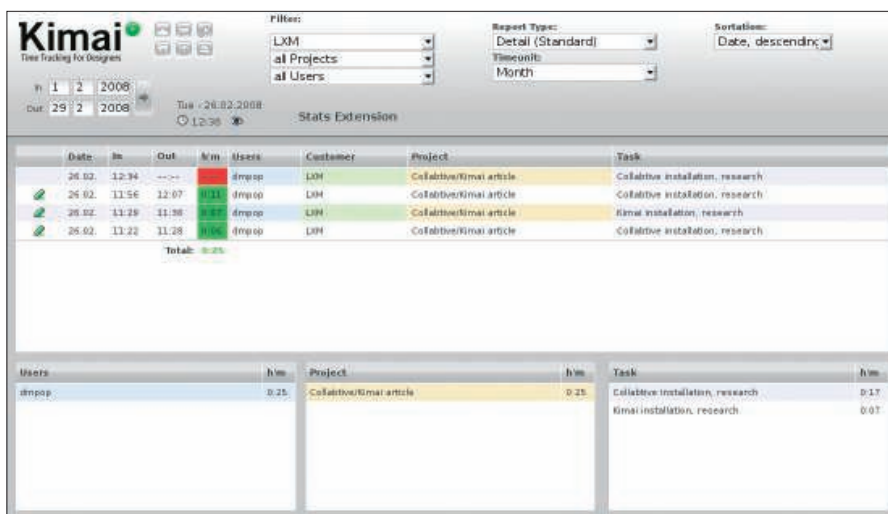 Kimai
Time Tracking for Designers
In 1 2 2008
Out 29 2 2008
Tue - 26.02.2008
12:36
Filter:
LXM
all Projects
all Users
Stats Extension
Report Type:
Detail (Standard)
Timeunit:
Month
Sortation:
Date, descending
Date In Out h'm Users Customer Project Task
26.02. 12:34 --:-- dmpop LXM Collabtive/Kimai article Collabtive installation, research
26.02. 11:56 12:07 0:11 dmpop LXM Collabtive/Kimai article Collabtive installation, research
26.02. 11:29 11:36 0:07 dmpop LXM Collabtive/Kimai article Kimai installation, research
26.02. 11:22 11:28 0:06 dmpop LXM Collabtive/Kimai article Collabtive installation, research
Total: 0:25
Users h'm
dmpop 0:25
Project h'm
Collabtive/Kimai article 0:25
Task h'm
Collabtive installation, research 0:17
Kimai installation, research 0:07